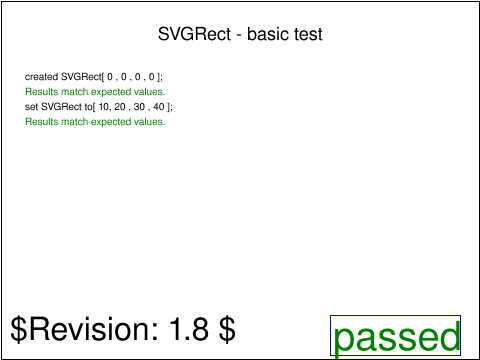 SVGRect - basic test
created SVGRect[ 0 , 0 , 0 , 0 ];
Results match expected values.
set SVGRect to[ 10, 20 , 30 , 40 ];
Results match expected values.
$Revision: 1.8 $
passed